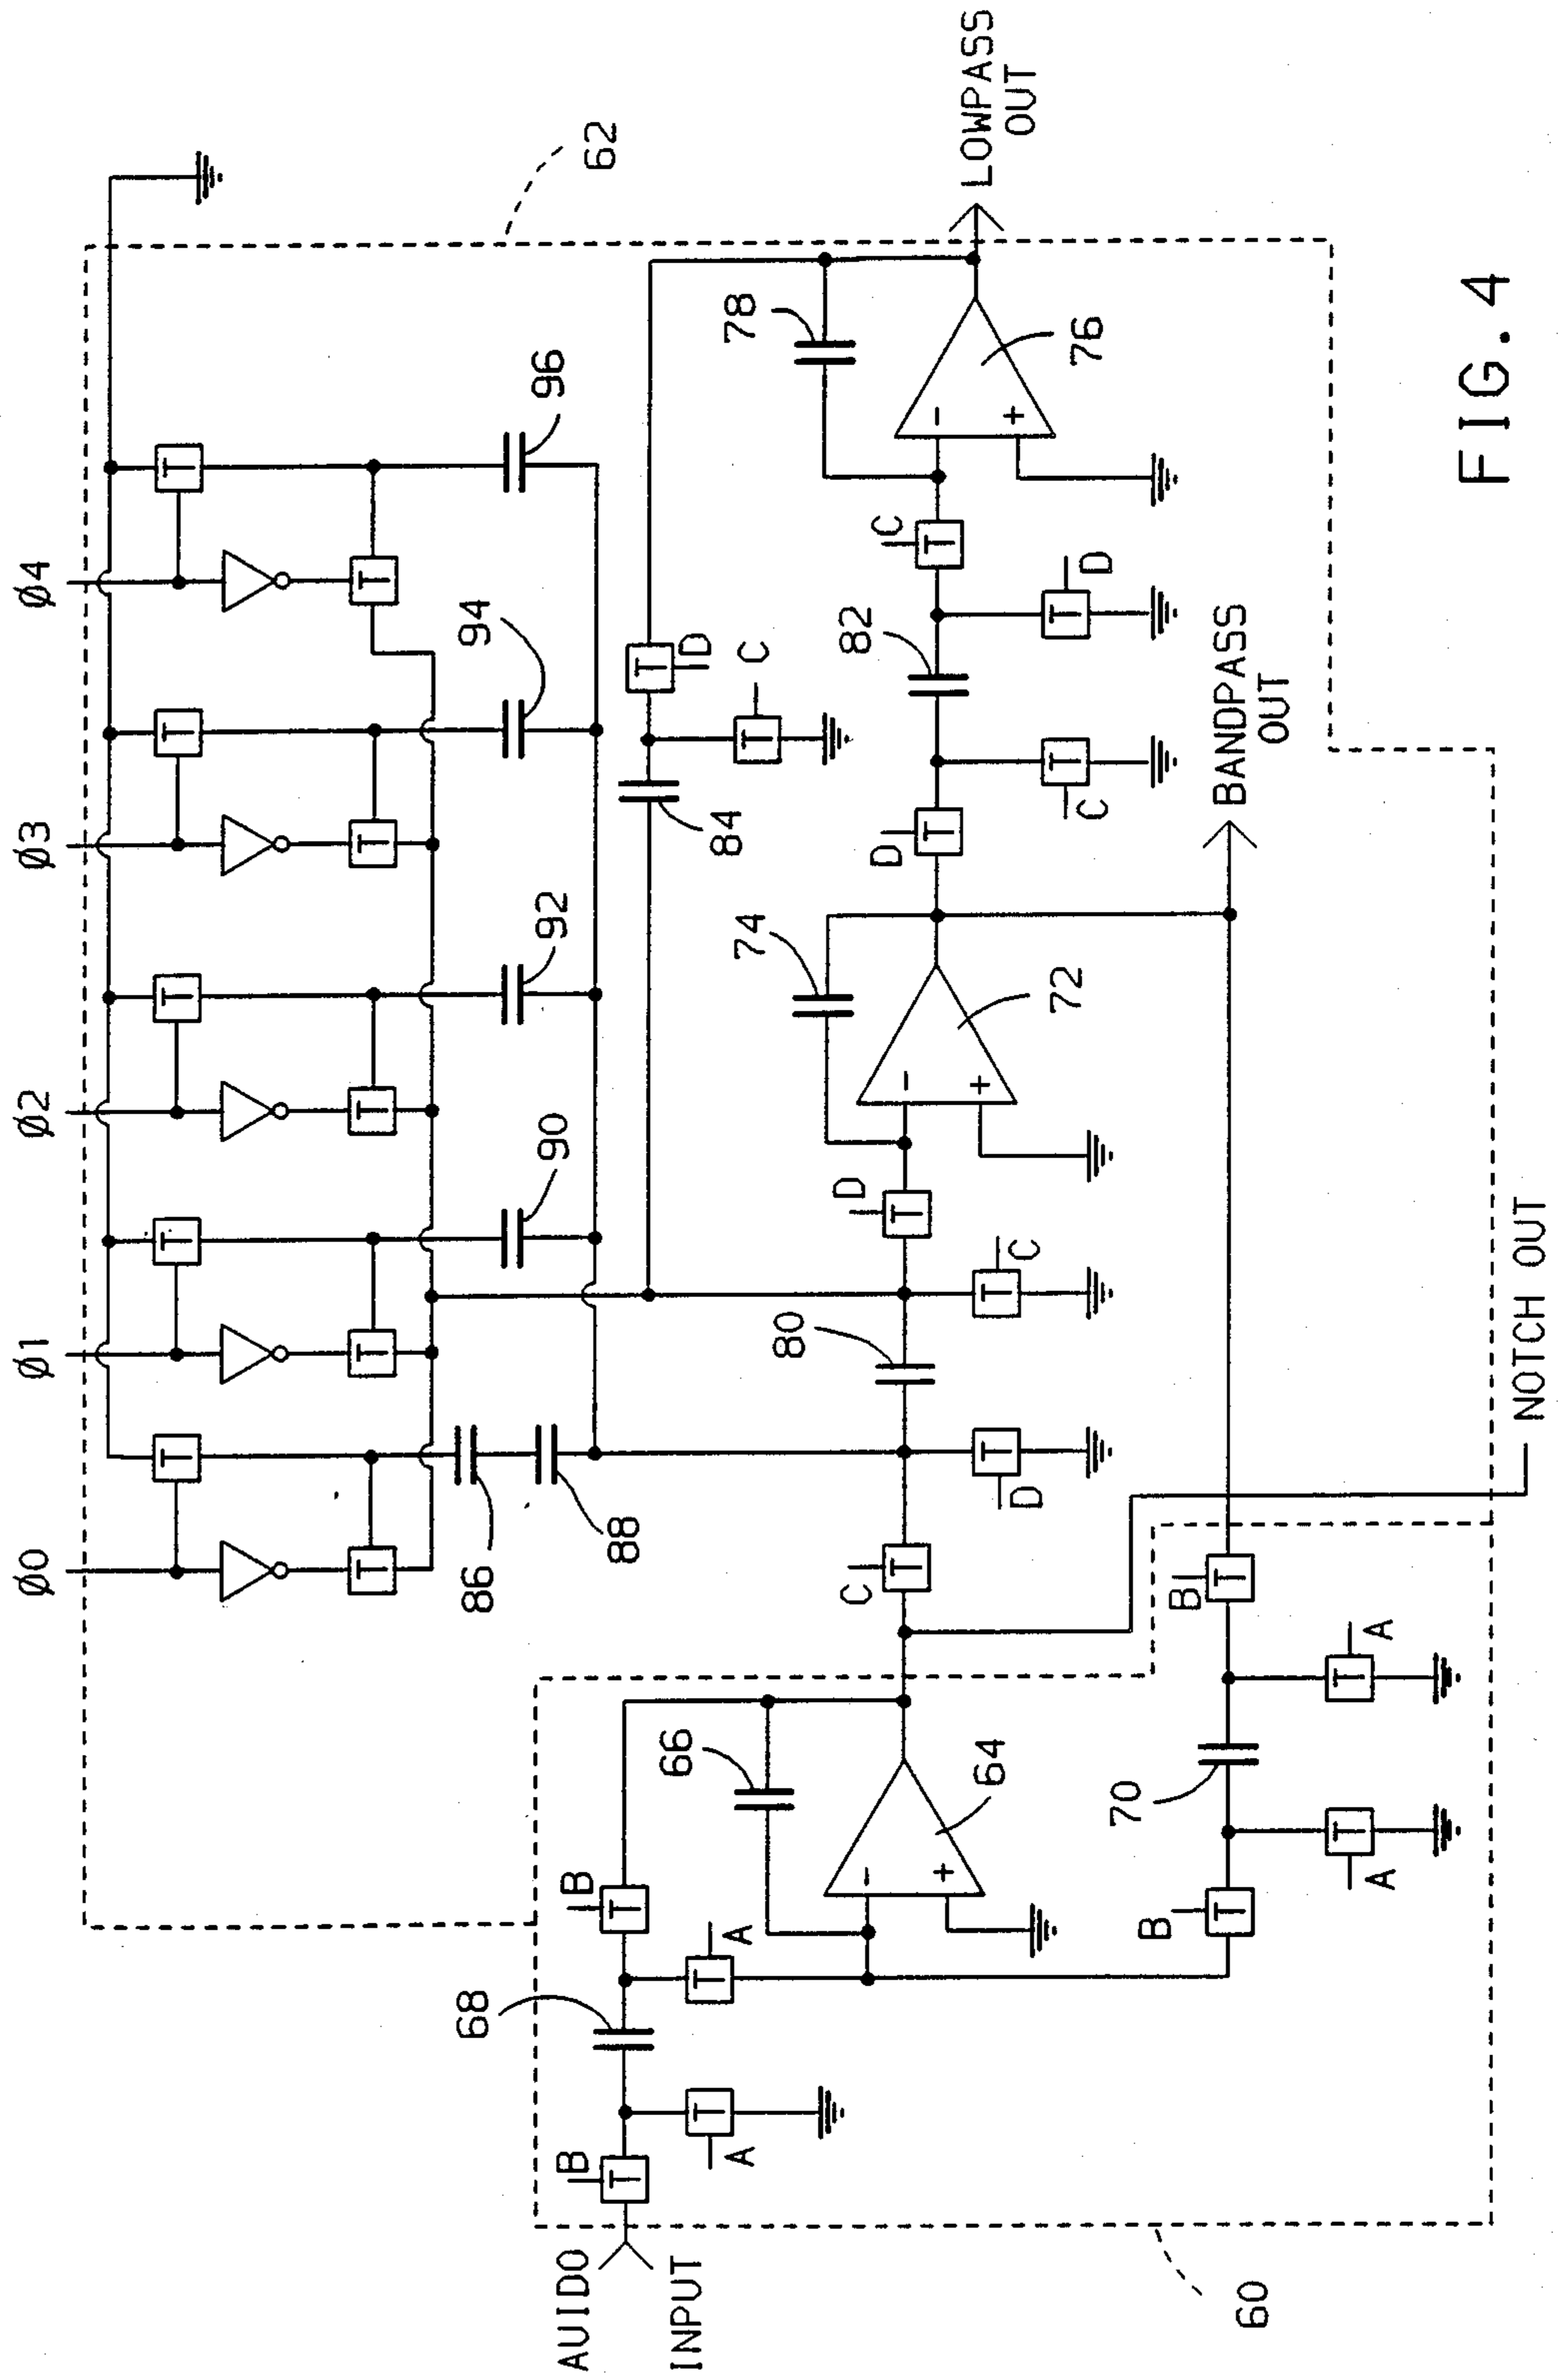 Ø0
Ø1
Ø2
Ø3
Ø4
T
T
T
T
T
T
T
T
T
T
86
88
90
92
94
96
62
AUIDO
INPUT
B
T
A
T
68
B
T
A
T
66
-
+
64
C
T
D
T
80
C
T
D
T
74
-
+
72
84
T
D
T
C
D
T
82
C
T
D
T
C
T
78
-
+
76
LOWPASS
OUT
B
T
A
T
70
A
T
B
T
BANDPASS
OUT
NOTCH OUT
60
FIG. 4